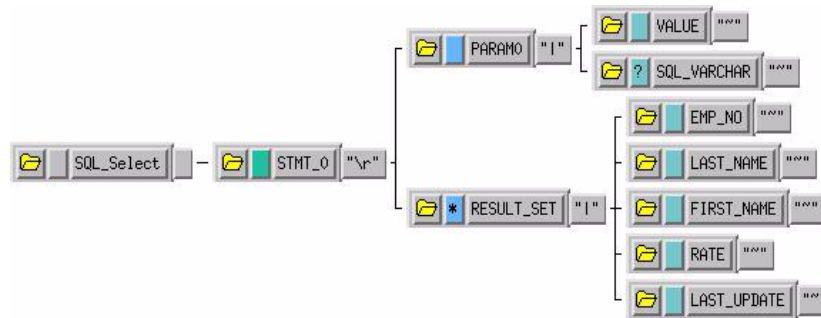 VALUE "~"
PARAM0 "|"
? SQL_VARCHAR "~"
EMP_NO "~"
SQL_Select STMT_0 "\r"
LAST_NAME "~"
* RESULT_SET "|"
FIRST_NAME "~"
RATE "~"
LAST_UPDATE "~